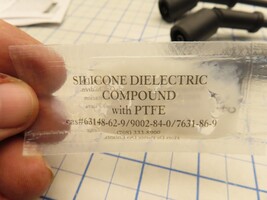 SILICONE DIELECTRIC
COMPOUND
with PTFE
cas#63148-62-9/9002-84-0/7631-86-9